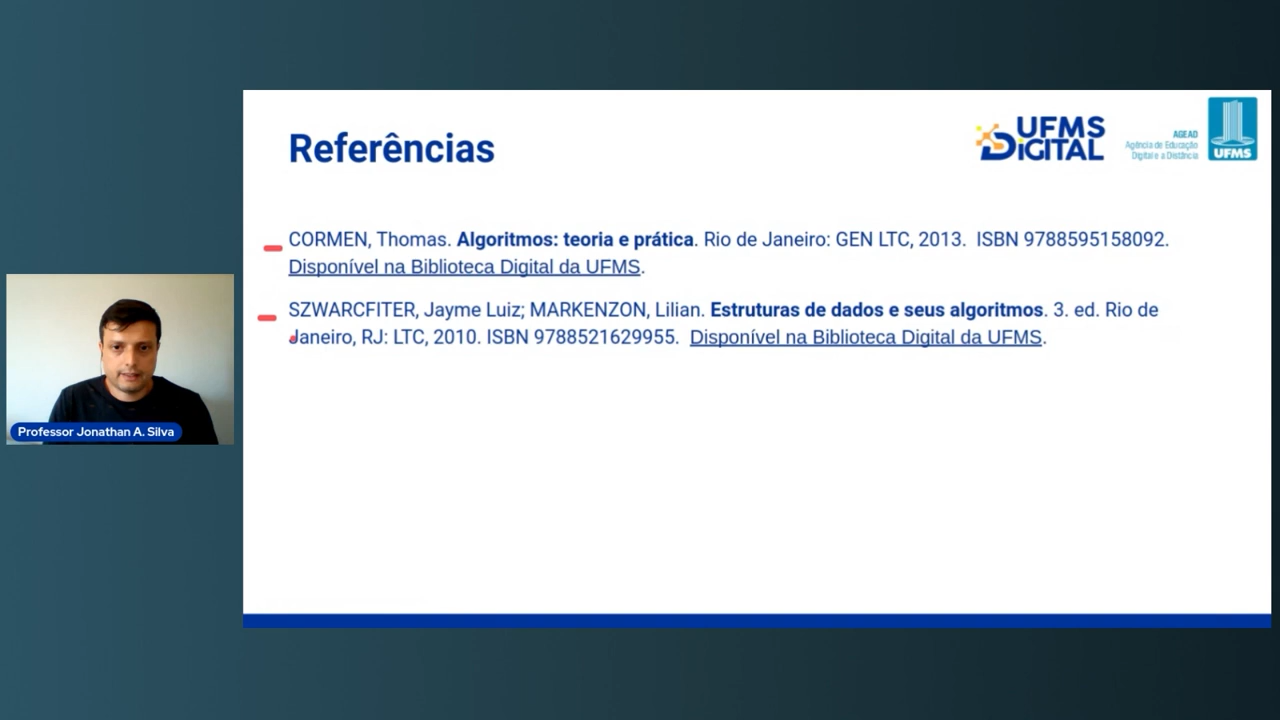 Referências
UFMS
DIGITAL
AGEAD
Agência de Educação
Digital e a Distância
UFMS
CORMEN, Thomas. Algoritmos: teoria e prática. Rio de Janeiro: GEN LTC, 2013. ISBN 9788595158092.
Disponível na Biblioteca Digital da UFMS.
SZWARCFITER, Jayme Luiz; MARKENZON, Lilian. Estruturas de dados e seus algoritmos. 3. ed. Rio de
Janeiro, RJ: LTC, 2010. ISBN 9788521629955. Disponível na Biblioteca Digital da UFMS.
Professor Jonathan A. Silva